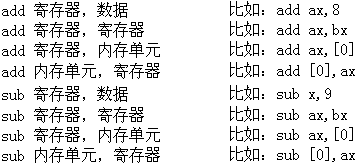 add 寄存器，数据 比如：add ax,8
add 寄存器，寄存器 比如：add ax,bx
add 寄存器，内存单元 比如：add ax,[0]
add 内存单元，寄存器 比如：add [0],ax
sub 寄存器，数据 比如：sub x,9
sub 寄存器，寄存器 比如：sub ax,bx
sub 寄存器，内存单元 比如：sub ax,[0]
sub 内存单元，寄存器 比如：sub [0],ax